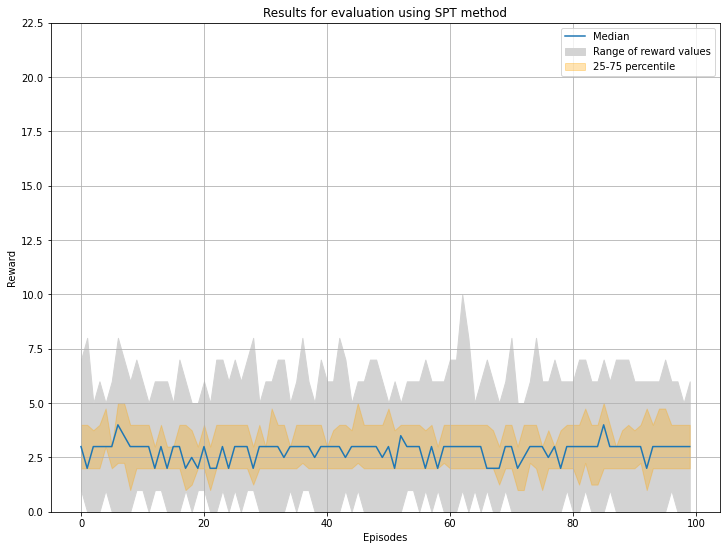 Results for evaluation using SPT method
Median
Range of reward values
25-75 percentile
Reward
22.5
20.0
17.5
15.0
12.5
10.0
7.5
5.0
2.5
0.0
0 20 40 60 80 100
Episodes